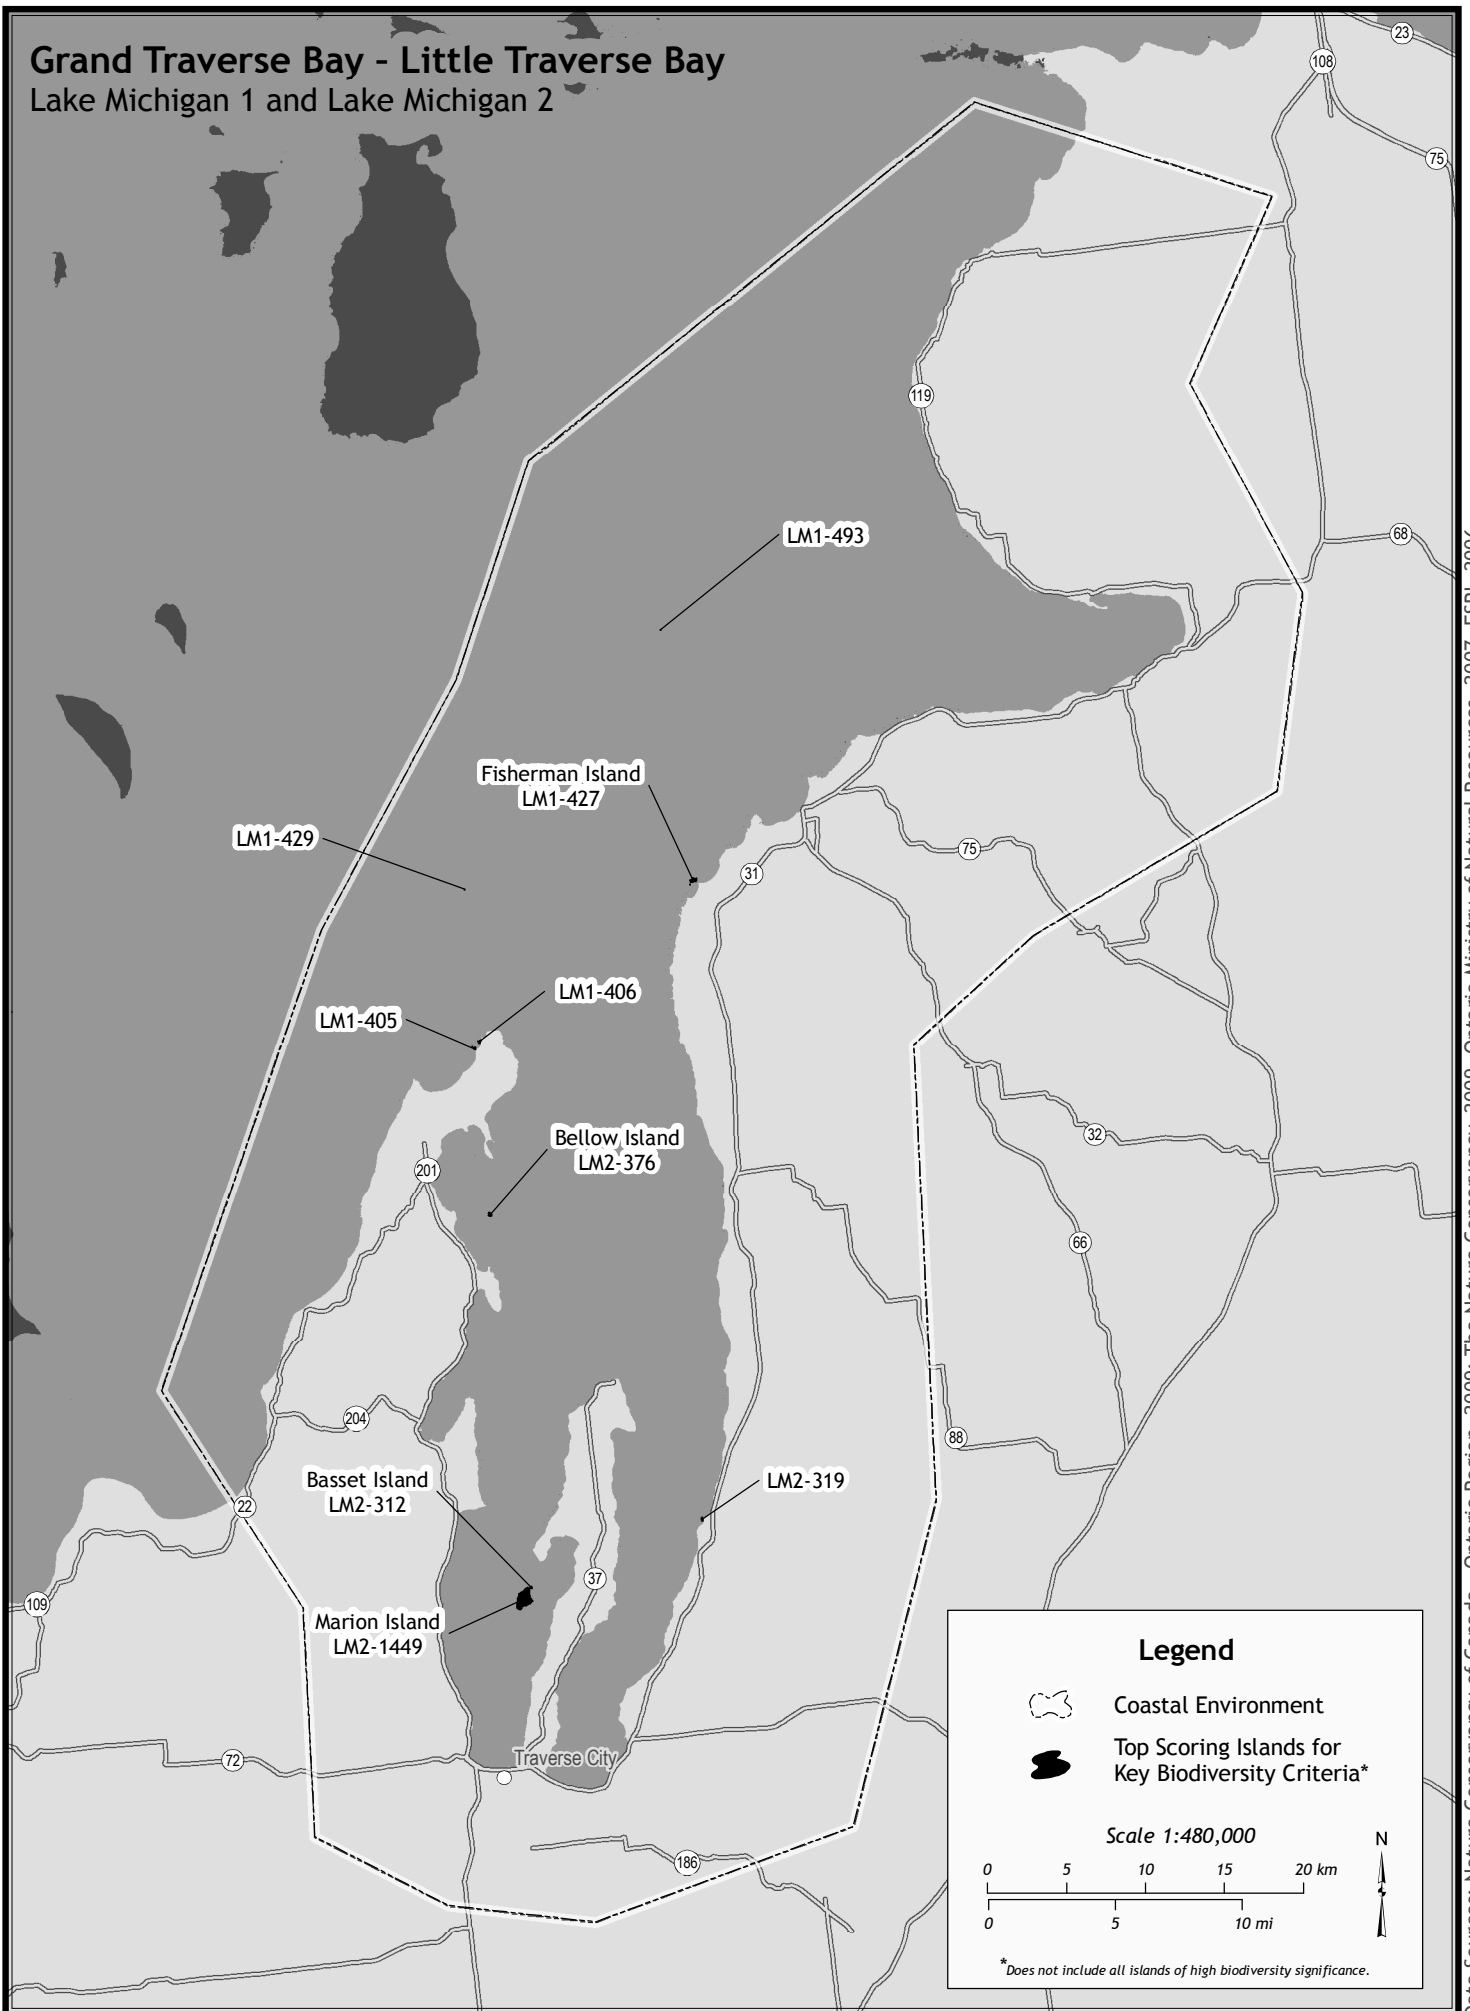 Grand Traverse Bay - Little Traverse Bay
Lake Michigan 1 and Lake Michigan 2
23
108
75
119
LM1-493
68
Fisherman Island
LM1-427
LM1-429
75
31
LM1-406
LM1-405
32
Bellow Island
LM2-376
201
66
204
88
Basset Island
LM2-312
LM2-319
22
37
109
Marion Island
LM2-1449
72
Traverse City
186
Legend
Coastal Environment
Top Scoring Islands for
Key Biodiversity Criteria*
Scale 1:480,000
N
0 5 10 15 20 km
0 5 10 mi
*Does not include all islands of high biodiversity significance.